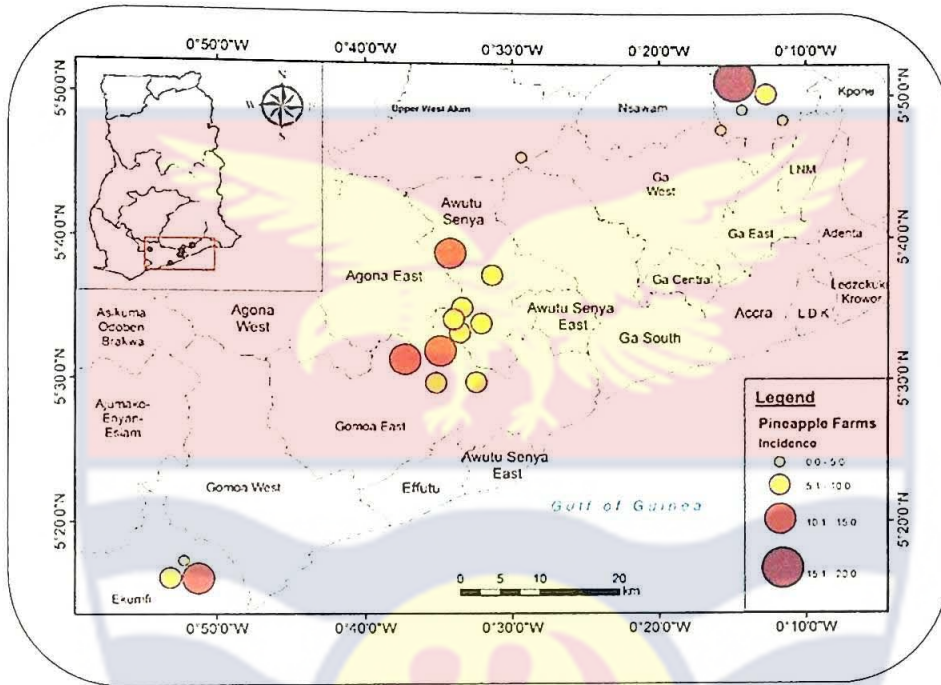 0°50'0"W 0°40'0"W 0°30'0"W 0°20'0"W 0°10'0"W
5°50'0"N 5°50'0"N
N
W
S
Upper West Akim
Nsawam
Kpone
Ga
West
LNM
Awutu
Senya
Ga East
Adenta
5°40'0"N 5°40'0"N
Agona East
Ga Central
Ledzokuku
Krowor
Asikuma
Odoben
Brakwa
Agona
West
Awutu Senya
East
Accra
L D K
Ga South
5°30'0"N 5°30'0"N
Ajumako-
Enyan-
Esiam
Gomoa East
Awutu Senya
East
Gomoa West
Effutu
Gulf of Guinea
5°20'0"N 5°20'0"N
Ekumfi
Legend
Pineapple Farms
Incidence
0.0 - 5.0
5.1 - 10.0
10.1 - 15.0
15.1 - 20.0
0 5 10 20
km
0°50'0"W 0°40'0"W 0°30'0"W 0°20'0"W 0°10'0"W